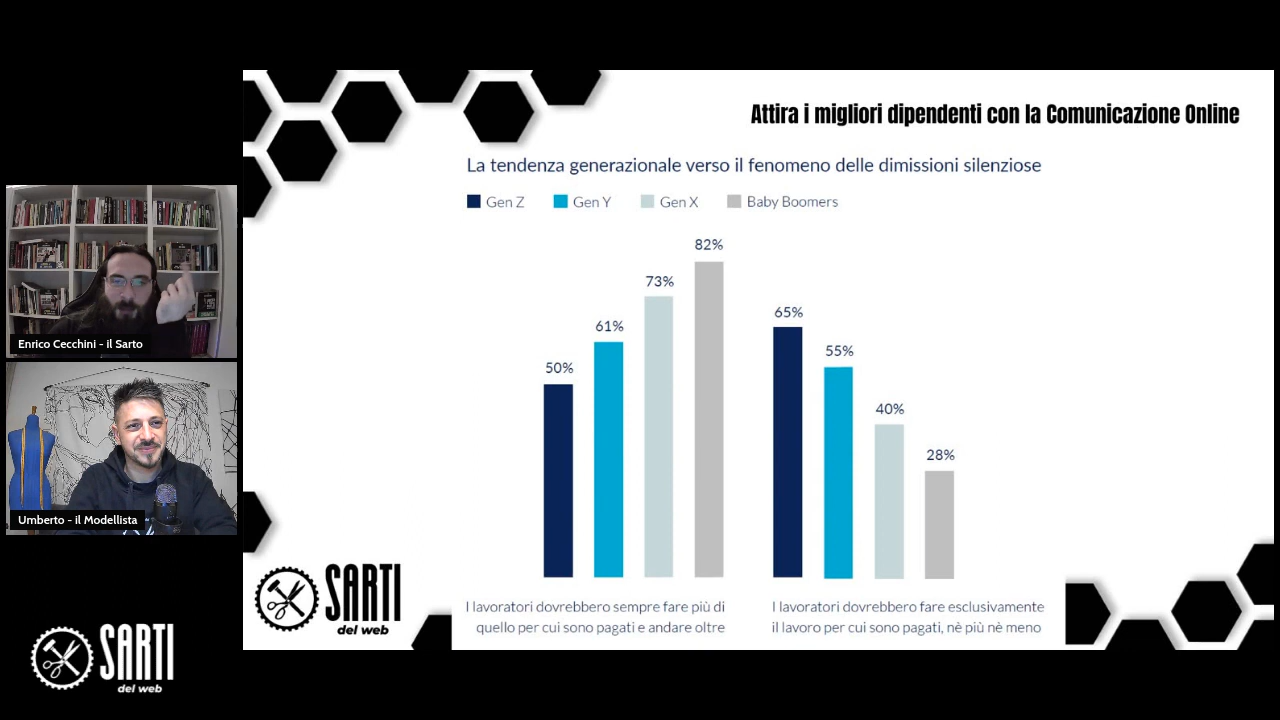 Attira i migliori dipendenti con la Comunicazione Online
La tendenza generazionale verso il fenomeno delle dimissioni silenziose
Gen Z
Gen Y
Gen X
Baby Boomers
50%
61%
73%
82%
65%
55%
40%
28%
I lavoratori dovrebbero sempre fare più di
quello per cui sono pagati e andare oltre
I lavoratori dovrebbero fare esclusivamente
il lavoro per cui sono pagati, nè più nè meno
Enrico Cecchini - il Sarto
Umberto - il Modellista
SARTI
del web
SARTI
del web